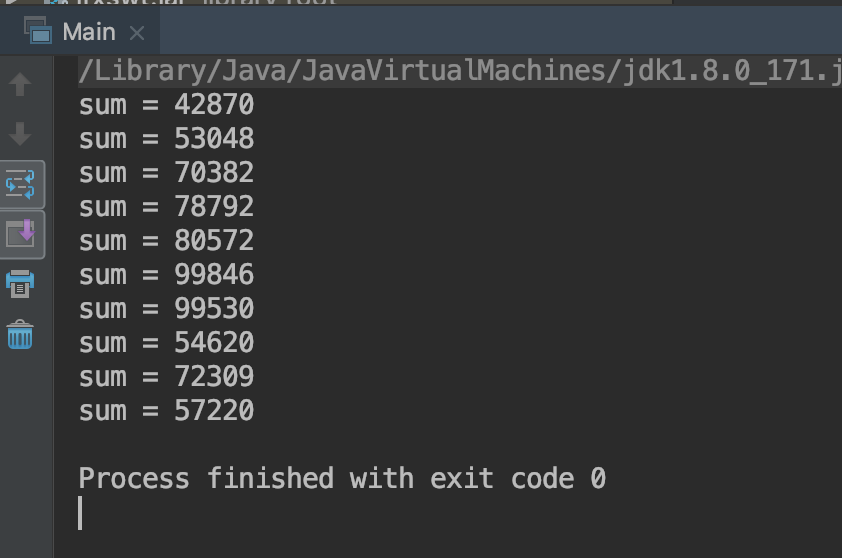 Main
/Library/Java/JavaVirtualMachines/jdk1.8.0_171.j
sum = 42870
sum = 53048
sum = 70382
sum = 78792
sum = 80572
sum = 99846
sum = 99530
sum = 54620
sum = 72309
sum = 57220
Process finished with exit code 0